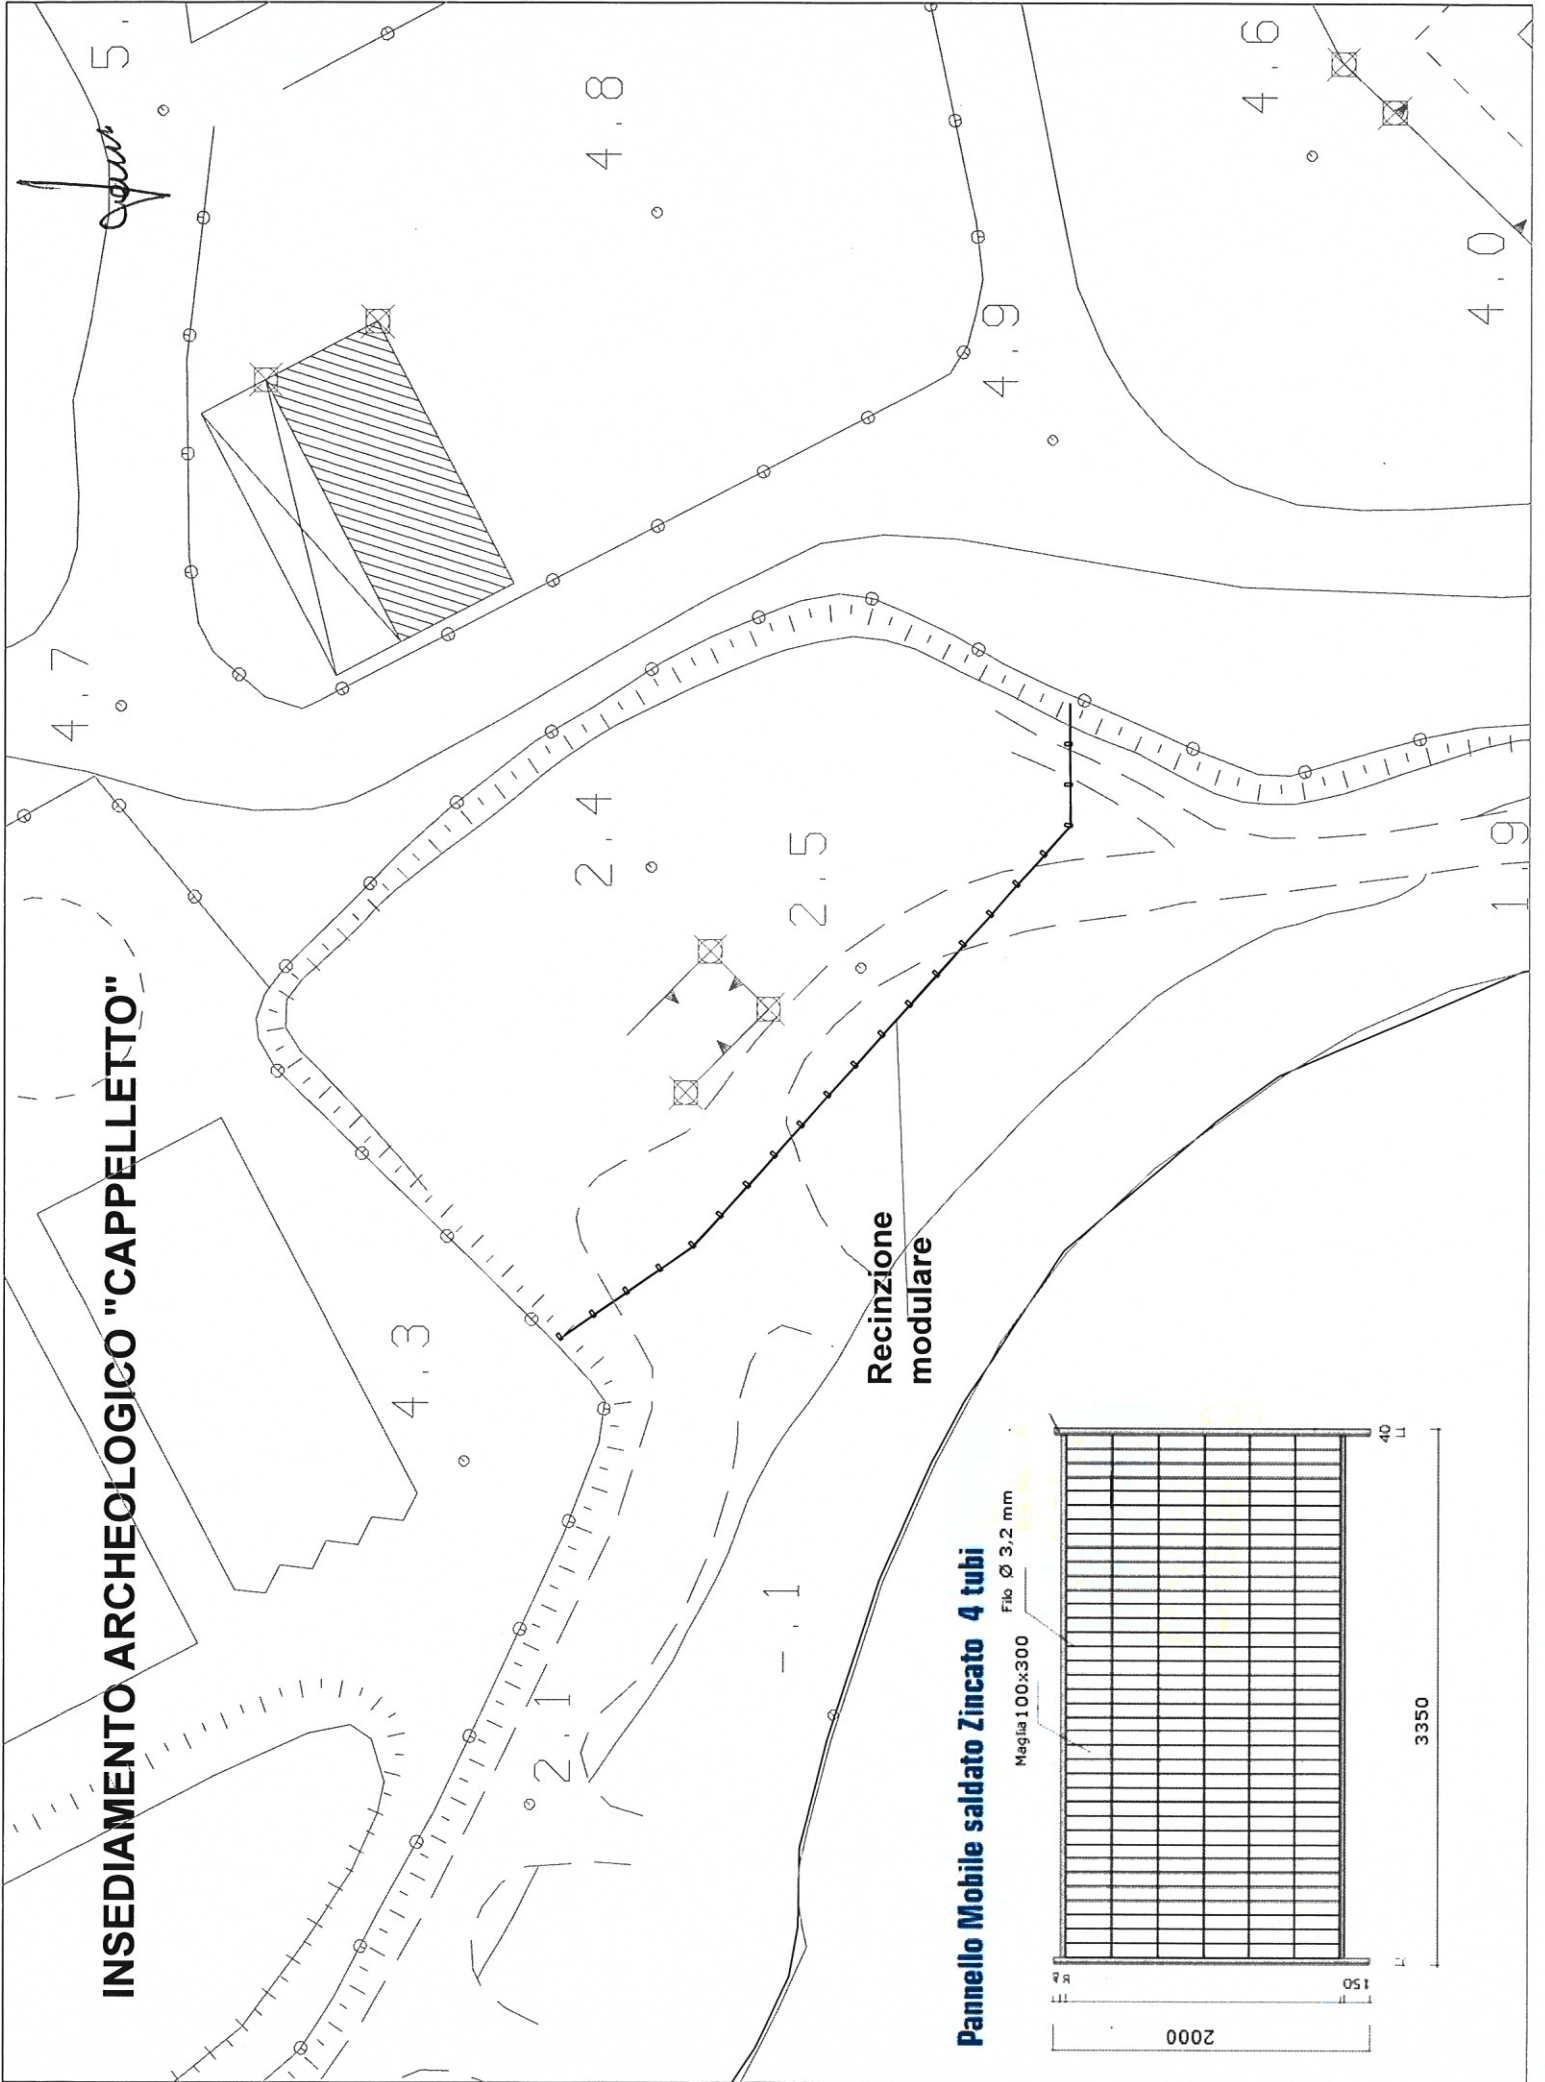 INSEDIAMENTO ARCHEOLOGICO "CAPPELLETTO"
5.
4.7
4.8
4.6
4.9
4.0
4.3
2.4
2.5
2.1
1.9
-.1
Recinzione
modulare
Pannello Mobile saldato Zincato 4 tubi
Maglia 100x300
Filo Ø 3,2 mm
2000
150
3350
40